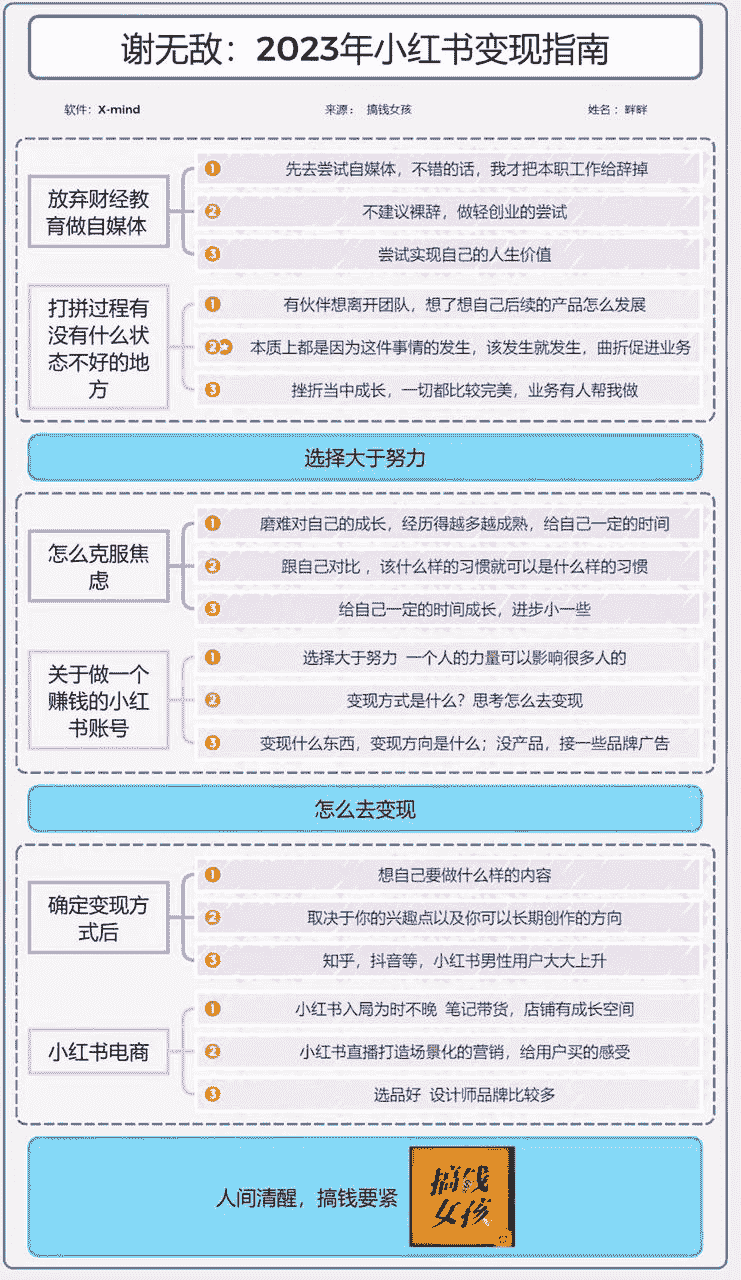 谢无敌：2023年小红书变现指南
软件：X-mind
来源： 搞钱女孩
姓名：畔畔
放弃财经教
育做自媒体
1 先去尝试自媒体，不错的话，我才把本职工作给辞掉
2 不建议裸辞，做轻创业的尝试
3 尝试实现自己的人生价值
打拼过程有
没有什么状
态不好的地
方
1 有伙伴想离开团队，想了想自己后续的产品怎么发展
2 本质上都是因为这件事情的发生，该发生就发生，曲折促进业务
3 挫折当中成长，一切都比较完美，业务有人帮我做
选择大于努力
怎么克服焦
虑
1 磨难对自己的成长，经历得越多越成熟，给自己一定的时间
2 跟自己对比 ，该什么样的习惯就可以是什么样的习惯
3 给自己一定的时间成长，进步小一些
关于做一个
赚钱的小红
书账号
1 选择大于努力 一个人的力量可以影响很多人的
2 变现方式是什么？思考怎么去变现
3 变现什么东西，变现方向是什么；没产品，接一些品牌广告
怎么去变现
确定变现方
式后
1 想自己要做什么样的内容
2 取决于你的兴趣点以及你可以长期创作的方向
3 知乎，抖音等，小红书男性用户大大上升
小红书电商
1 小红书入局为时不晚 笔记带货，店铺有成长空间
2 小红书直播打造场景化的营销，给用户买的感受
3 选品好 设计师品牌比较多
人间清醒，搞钱要紧
搞钱
女孩